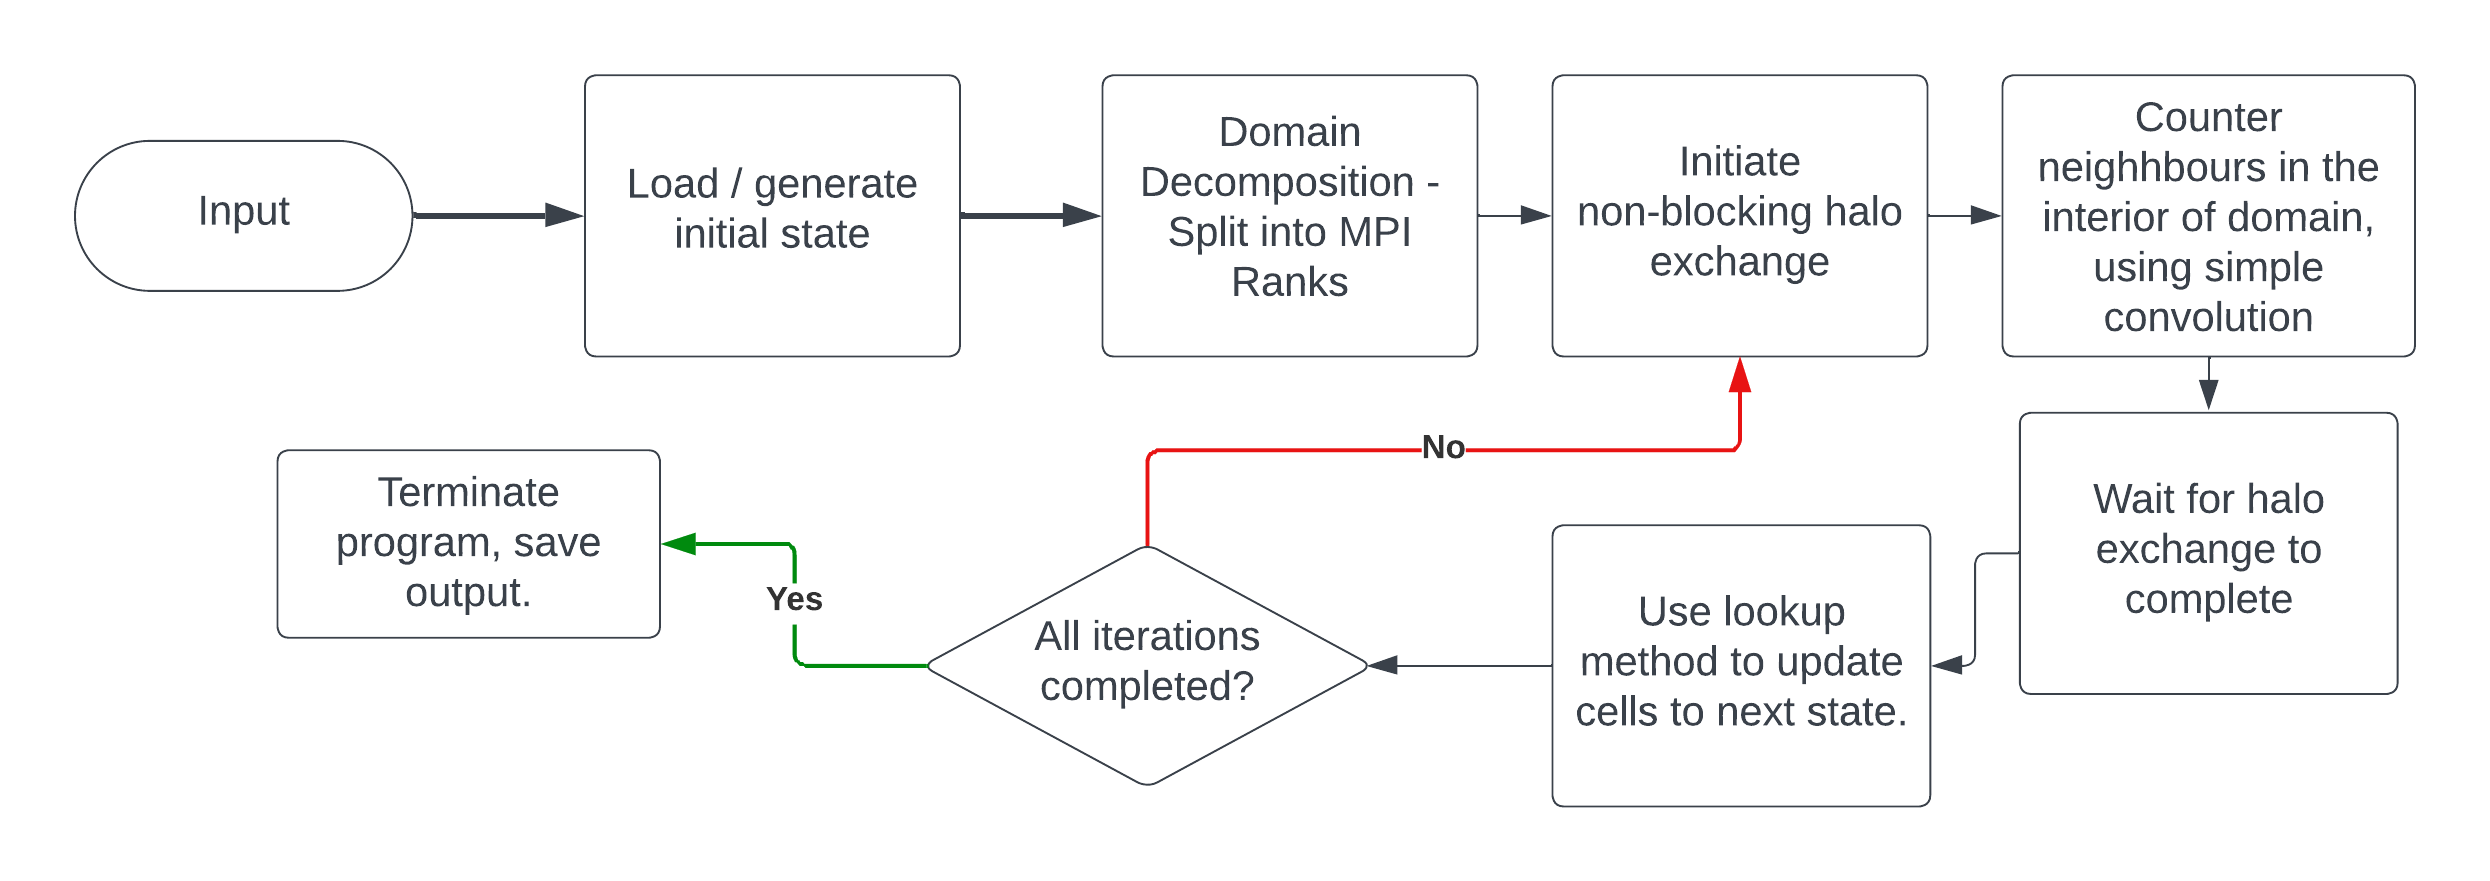 Input
Load / generate
initial state
Domain
Decomposition -
Split into MPI
Ranks
Initiate
non-blocking halo
exchange
Counter
neighhbours in the
interior of domain,
using simple
convolution
Wait for halo
exchange to
complete
Use lookup
method to update
cells to next state.
All iterations
completed?
No
Yes
Terminate
program, save
output.